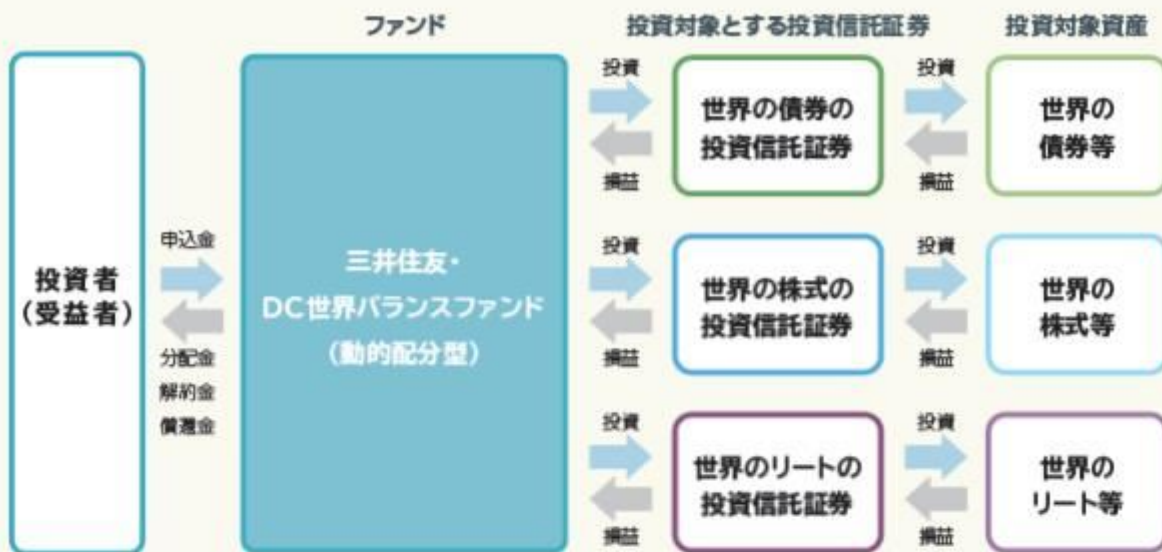 ファンド
投資対象とする投資信託証券
投資対象資産
投資者
(受益者)
申込金
分配金
解約金
償還金
三井住友・
DC世界バランスファンド
(動的配分型)
投資
損益
世界の債券の
投資信託証券
投資
損益
世界の
債券等
投資
損益
世界の株式の
投資信託証券
投資
損益
世界の
株式等
投資
損益
世界のリートの
投資信託証券
投資
損益
世界の
リート等